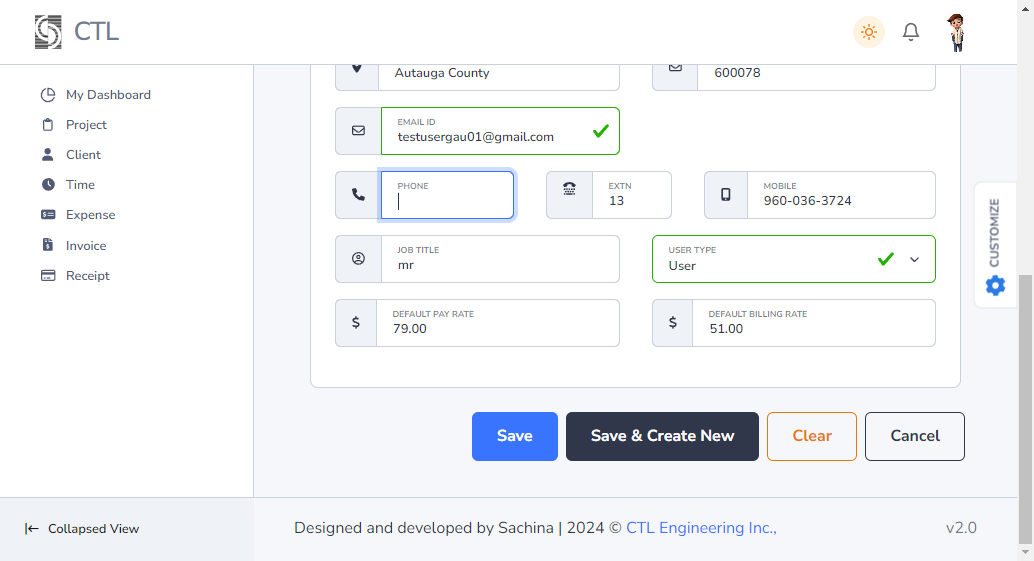 CTL
My Dashboard
Project
Client
Time
Expense
Invoice
Receipt
Autauga County
600078
EMAIL ID
testusergau01@gmail.com
PHONE
EXTN
13
MOBILE
960-036-3724
JOB TITLE
mr
USER TYPE
User
DEFAULT PAY RATE
79.00
DEFAULT BILLING RATE
51.00
CUSTOMIZE
Save
Save & Create New
Clear
Cancel
Collapsed View
Designed and developed by Sachina | 2024 © CTL Engineering Inc.,
v2.0